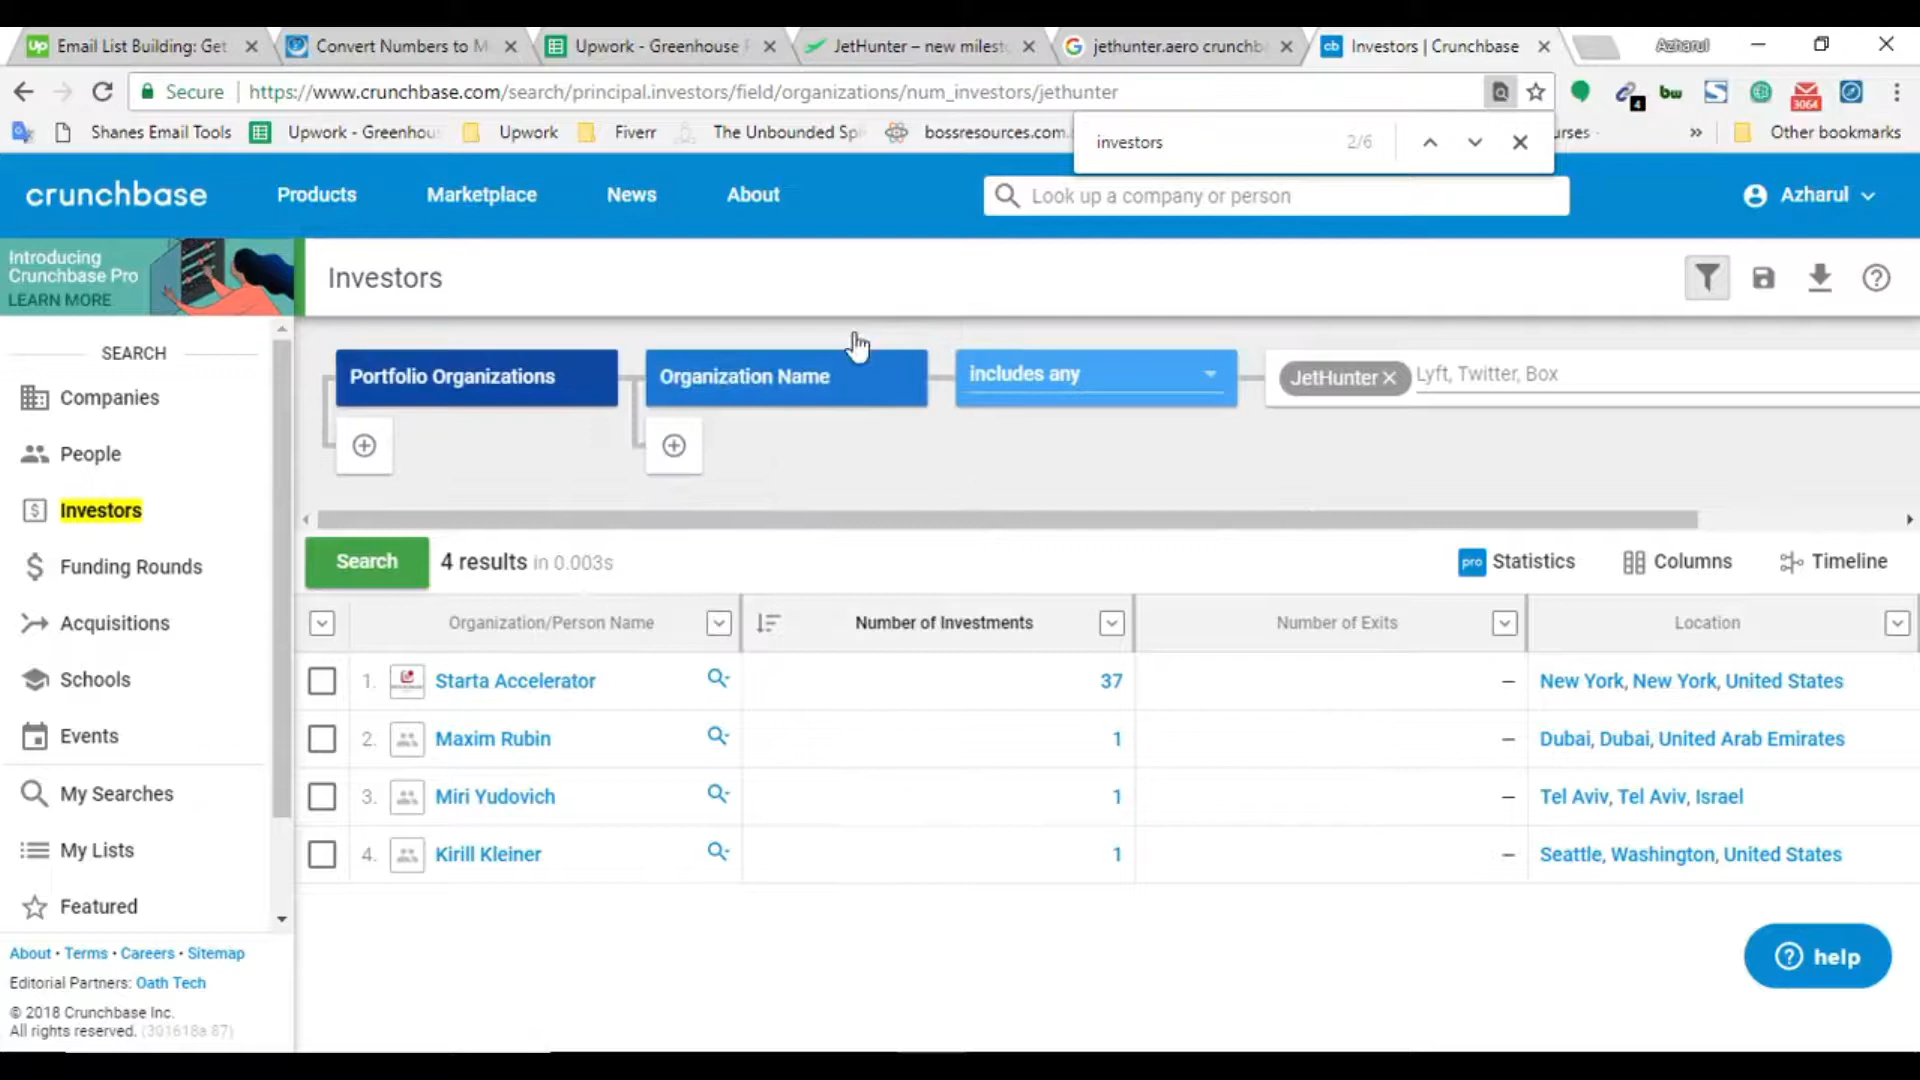 Email List Building: Get
Convert Numbers to M
Upwork - Greenhouse
JetHunter – new milest
jethunter.aero crunchb
Investors | Crunchbase
Azharul
Secure
https://www.crunchbase.com/search/principal.investors/field/organizations/num_investors/jethunter
4
bw
3064
Shanes Email Tools
Upwork - Greenhou
Upwork
Fiverr
The Unbounded Spi
bossresources.com
urses
»
Other bookmarks
investors
2/6
crunchbase
Products
Marketplace
News
About
Look up a company or person
Azharul
Introducing
Crunchbase Pro
LEARN MORE
Investors
SEARCH
Companies
People
Investors
Funding Rounds
Acquisitions
Schools
Events
My Searches
My Lists
Featured
About • Terms • Careers • Sitemap
Editorial Partners: Oath Tech
© 2018 Crunchbase Inc.
All rights reserved. (301618a 87)
Portfolio Organizations
Organization Name
includes any
JetHunter
Lyft, Twitter, Box
Search
4 results in 0.003s
pro Statistics
Columns
Timeline
Organization/Person Name
Number of Investments
Number of Exits
Location
1. Starta Accelerator 37 — New York, New York, United States
2. Maxim Rubin 1 — Dubai, Dubai, United Arab Emirates
3. Miri Yudovich 1 — Tel Aviv, Tel Aviv, Israel
4. Kirill Kleiner 1 — Seattle, Washington, United States
help